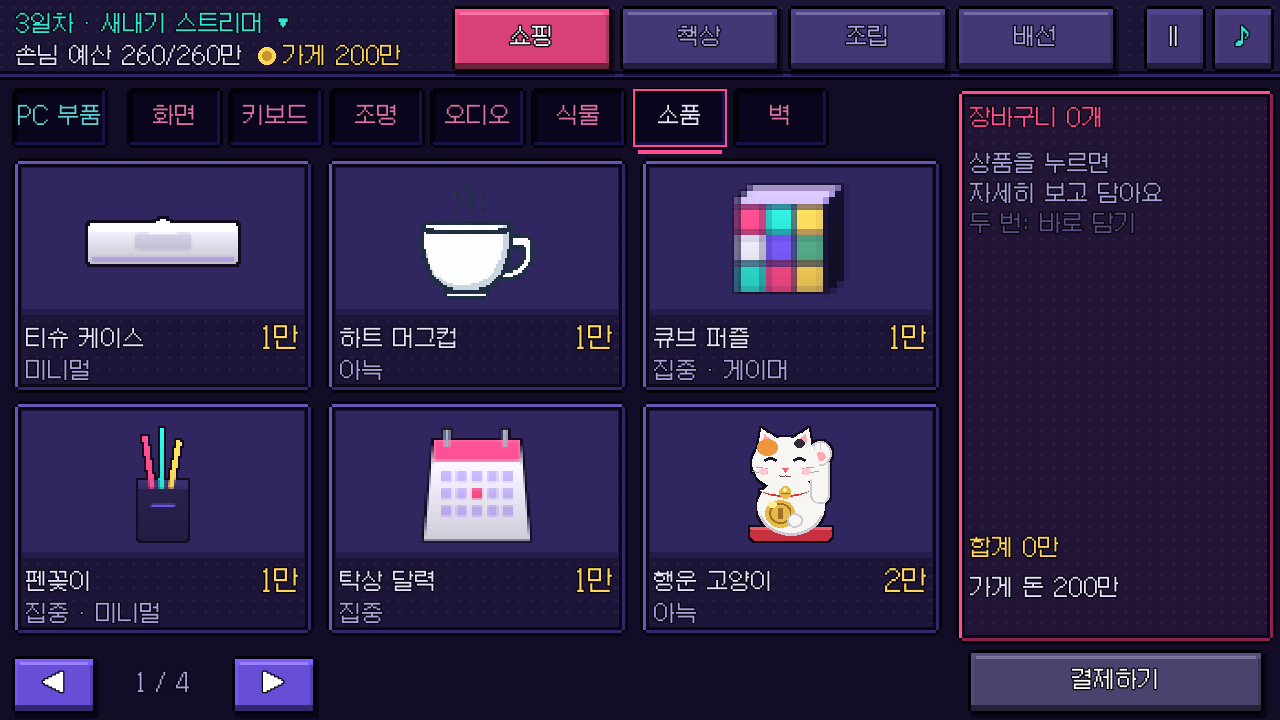 3일차 · 새내기 스트리머 ▼
손님 예산 260/260만 가게 200만
쇼핑
책상
조립
배선
PC 부품
화면
키보드
조명
오디오
식물
소품
벽
티슈 케이스 1만
미니멀
하트 머그컵 1만
아늑
큐브 퍼즐 1만
집중 · 게이머
펜꽂이 1만
집중 · 미니멀
탁상 달력 1만
집중
행운 고양이 2만
아늑
1 / 4
장바구니 0개
상품을 누르면
자세히 보고 담아요
두 번: 바로 담기
합계 0만
가게 돈 200만
결제하기